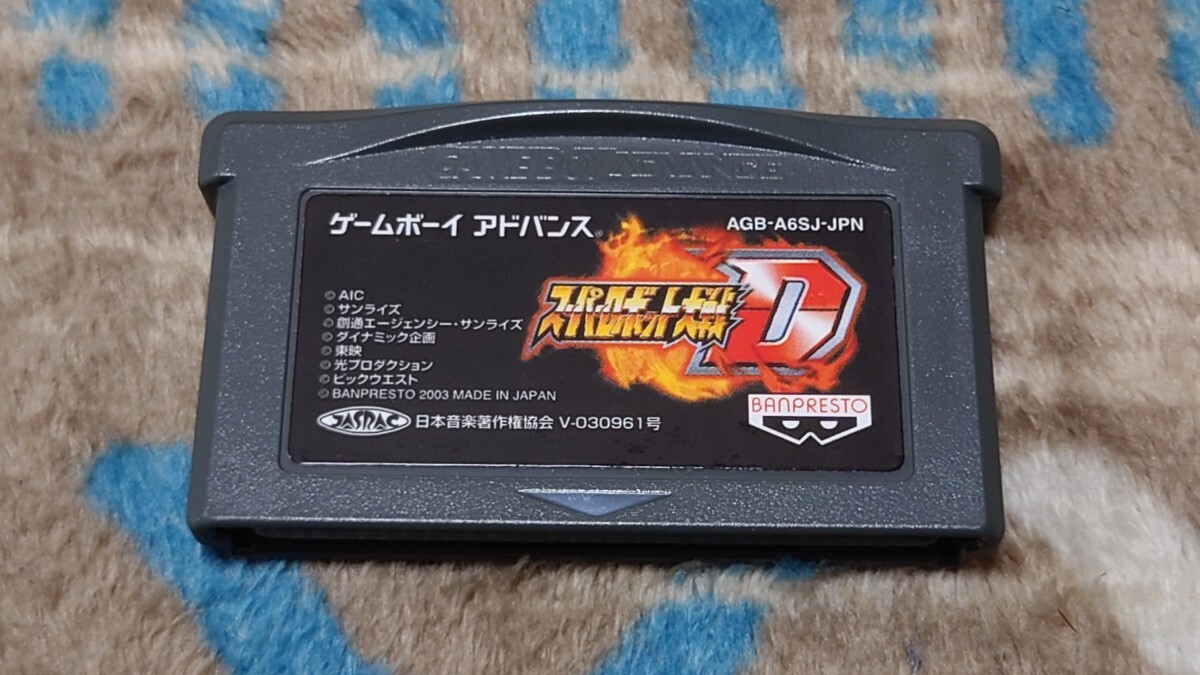 GAME BOY ADVANCE
ゲームボーイ アドバンス®
AGB-A6SJ-JPN
スーパーロボット大戦 D
© AIC
© サンライズ
© 創通エージェンシー・サンライズ
© ダイナミック企画
© 東映
© 光プロダクション
© ビックウエスト
© BANPRESTO 2003 MADE IN JAPAN
BANPRESTO
JASRAC 日本音楽著作権協会 V-030961号